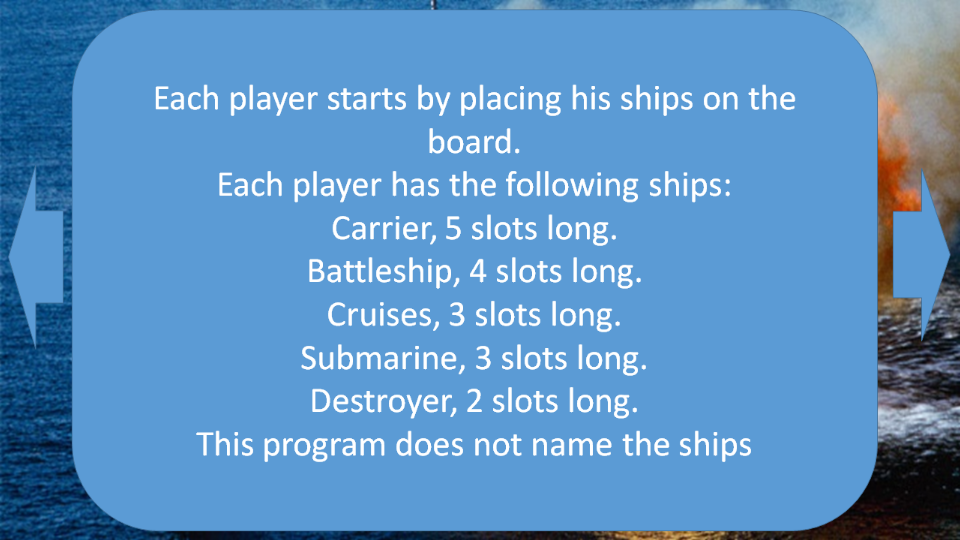 Each player starts by placing his ships on the
board.
Each player has the following ships:
Carrier, 5 slots long.
Battleship, 4 slots long.
Cruises, 3 slots long.
Submarine, 3 slots long.
Destroyer, 2 slots long.
This program does not name the ships